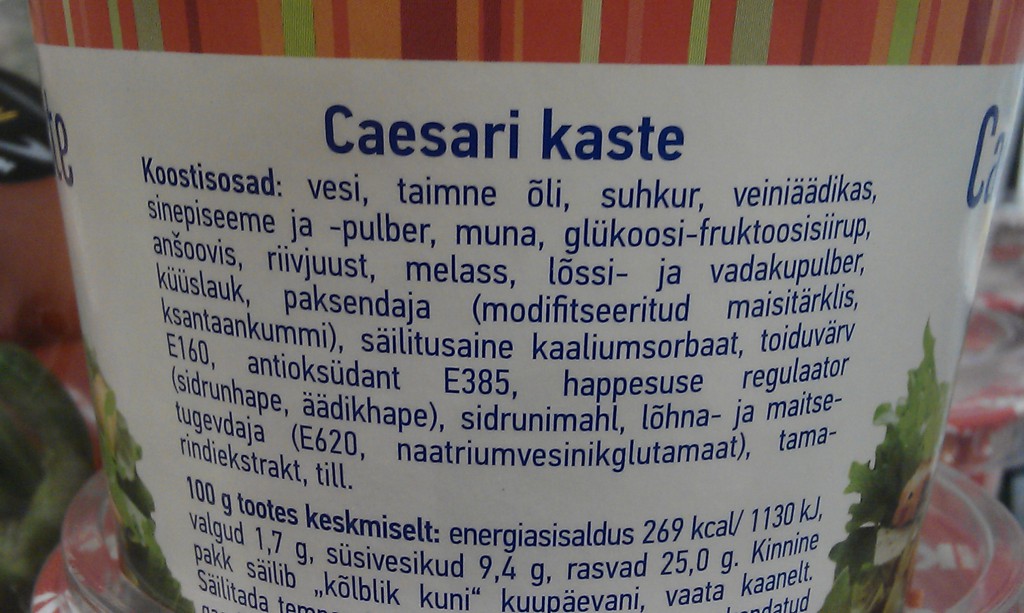 Caesari kaste
Koostisosad: vesi, taimne õli, suhkur, veiniäädikas,
sinepiseeme ja -pulber, muna, glükoosi-fruktoosisiirup,
anšoovis, riivjuust, melass, lõssi- ja vadakupulber,
küüslauk, paksendaja (modifitseeritud maisitärklis,
ksantaankummi), säilitusaine kaaliumsorbaat, toiduvärv
E160, antioksüdant E385, happesuse regulaator
(sidrunhape, äädikhape), sidrunimahl, lõhna- ja maitse-
tugevdaja (E620, naatriumvesinikglutamaat), tama-
rindiekstrakt, till.
100 g tootes keskmiselt: energiasisaldus 269 kcal/ 1130 kJ,
valgud 1,7 g, süsivesikud 9,4 g, rasvad 25,0 g. Kinnine
pakk säilib „kõlblik kuni“ kuupäevani, vaata kaanelt.
Säilitada